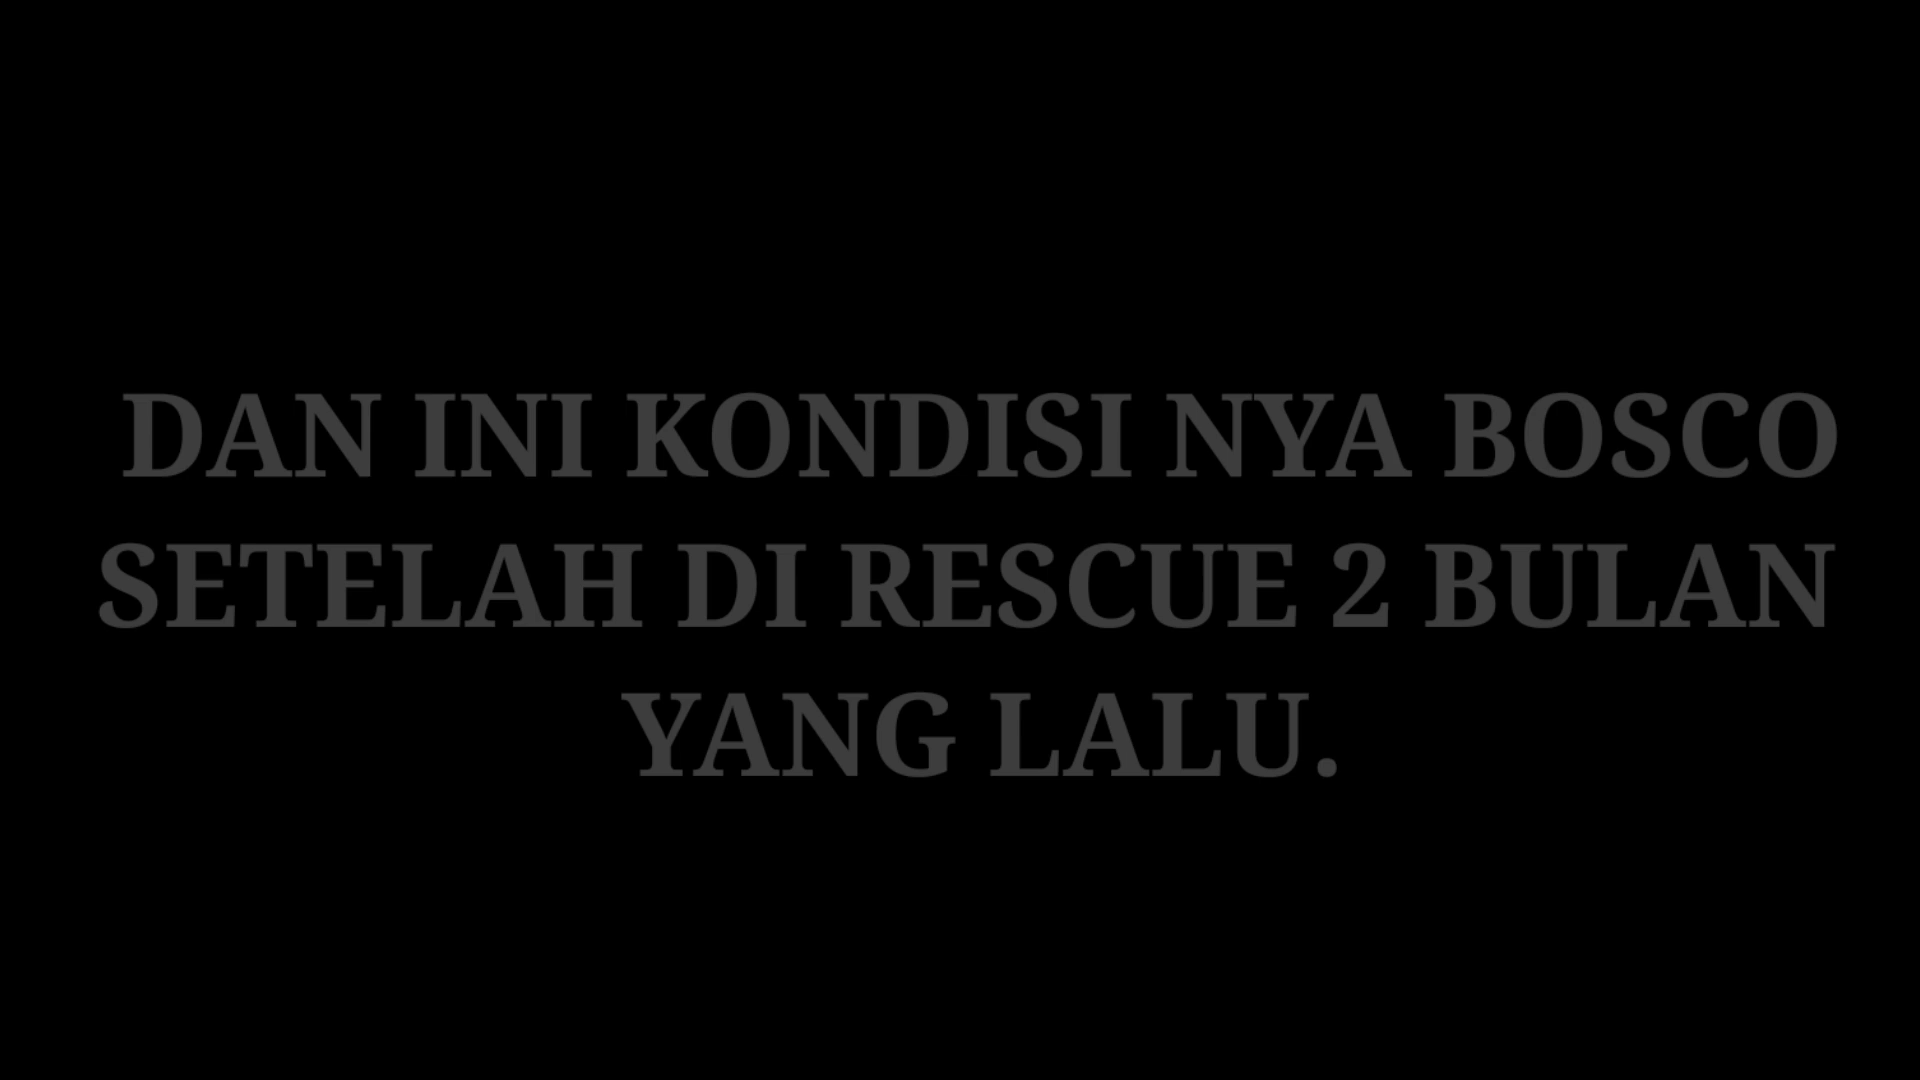 DAN INI KONDISI NYA BOSCO
SETELAH DI RESCUE 2 BULAN
YANG LALU.